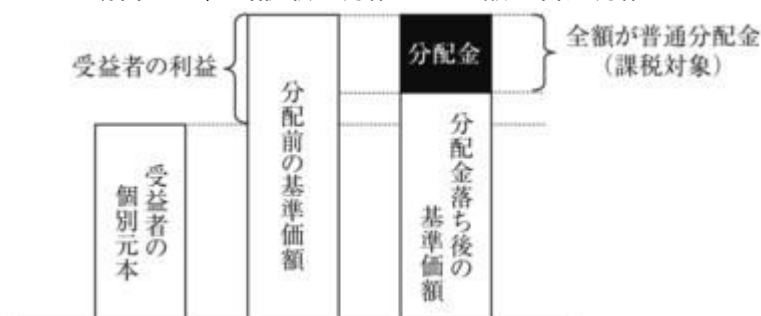 受益者の利益
分配金
全額が普通分配金
(課税対象)
受益者の
個別元本
分配前の基準価額
分配金落ち後の
基準価額